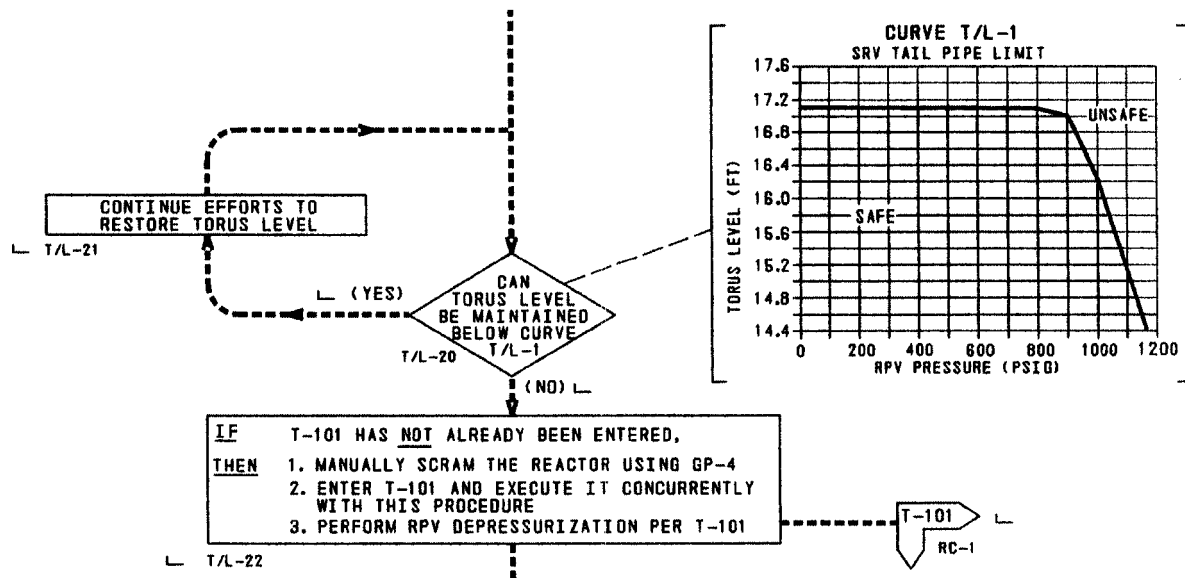 CURVE T/L-1
SRV TAIL PIPE LIMIT
17.6
17.2
16.8
16.4
16.0
15.6
15.2
14.8
14.4
TORUS LEVEL (FT)
UNSAFE
SAFE
0 200 400 600 800 1000 1200
RPV PRESSURE (PSIG)
CONTINUE EFFORTS TO
RESTORE TORUS LEVEL
T/L-21
(YES)
CAN
TORUS LEVEL
BE MAINTAINED
BELOW CURVE
T/L-1
T/L-20
(NO)
IF T-101 HAS NOT ALREADY BEEN ENTERED,
THEN 1. MANUALLY SCRAM THE REACTOR USING GP-4
2. ENTER T-101 AND EXECUTE IT CONCURRENTLY
WITH THIS PROCEDURE
3. PERFORM RPV DEPRESSURIZATION PER T-101
T/L-22
T-101
RC-1